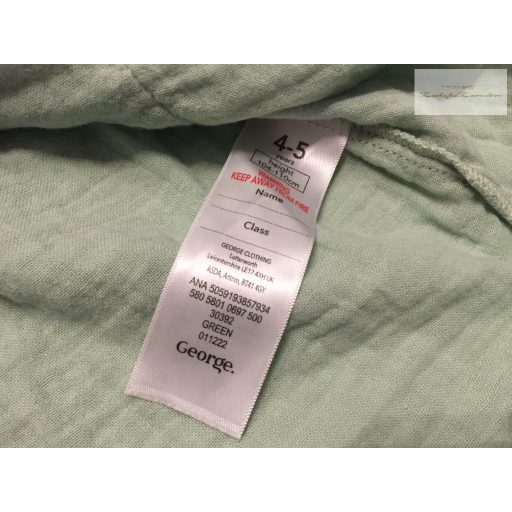 4-5
years
height
104-110cm
WARNING
KEEP AWAY FROM FIRE
Name
Class
GEORGE CLOTHING
Lutterworth
Leicestershire LE17 4XH UK
ASDA, Antrim, BT41 4GY
ANA 5059193857934
580 5801 0697 500
30392
GREEN
011222
George.